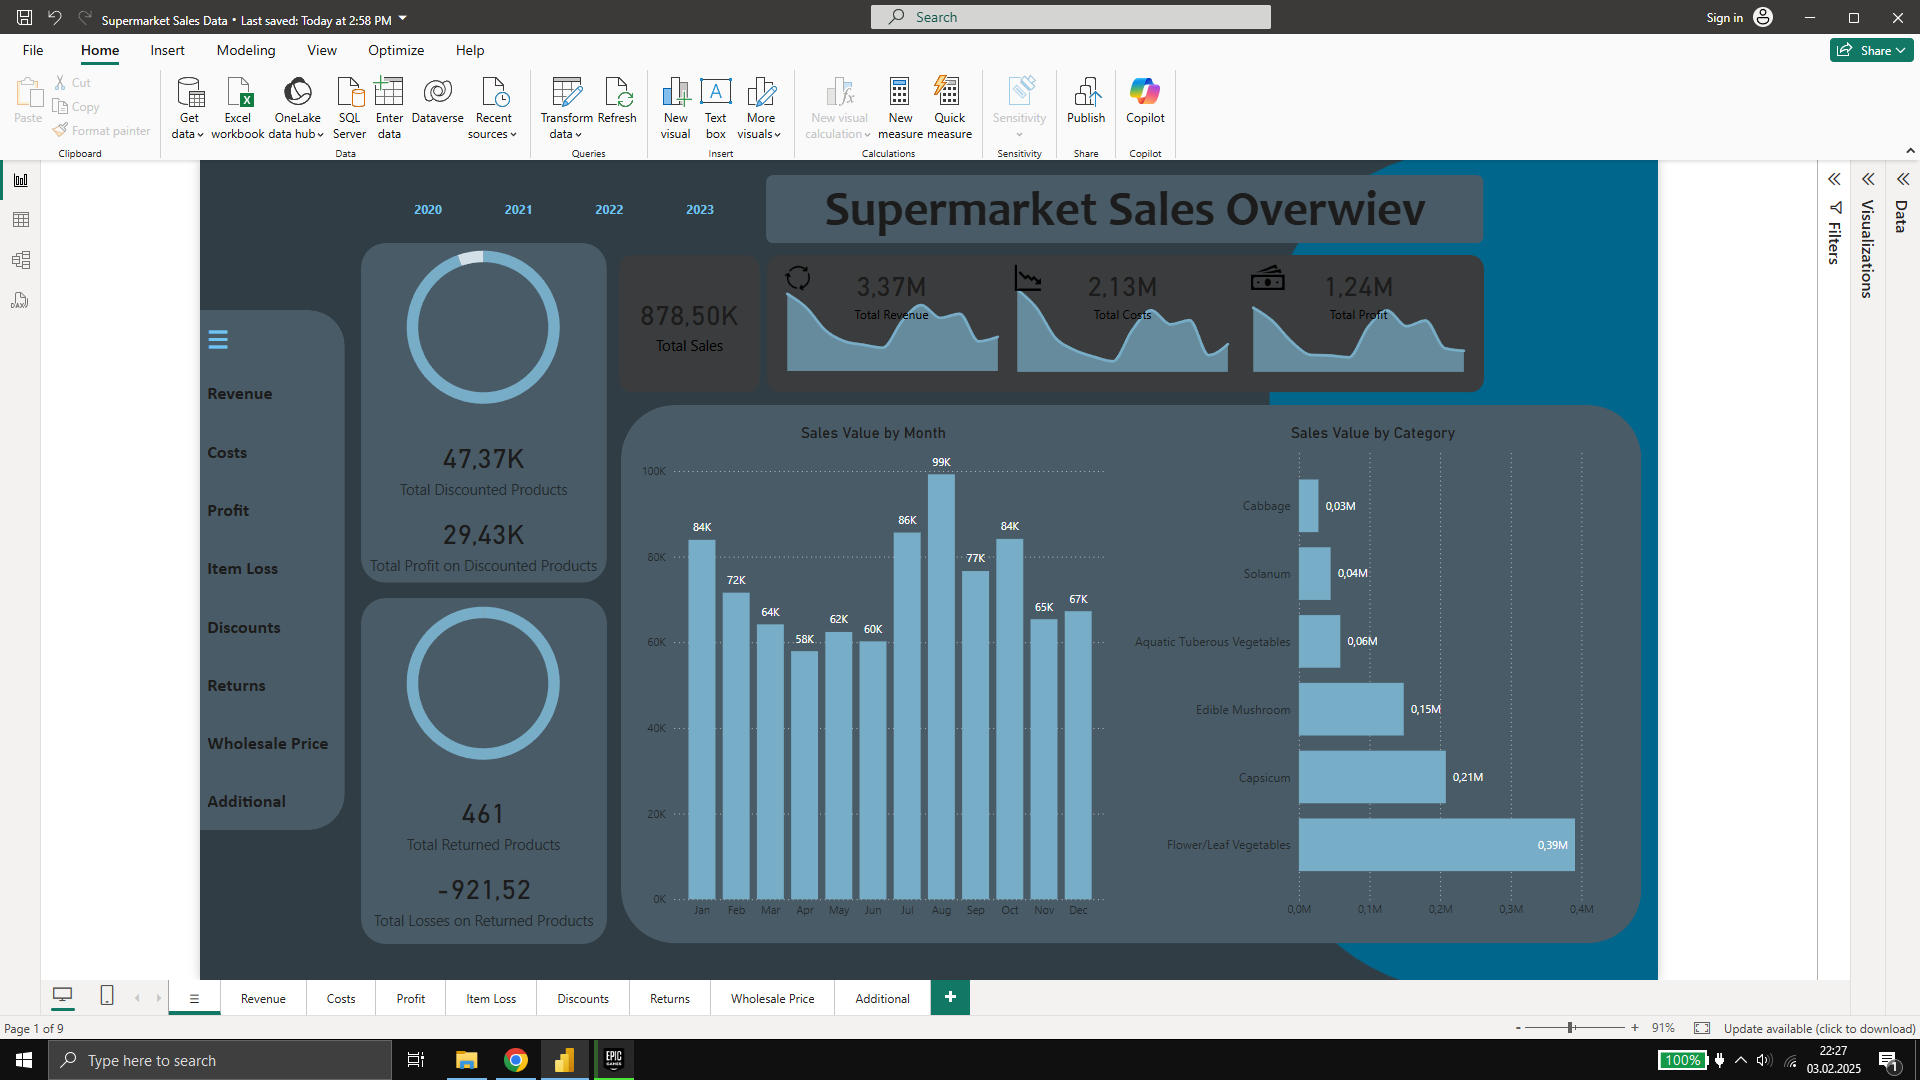 Supermarket Sales Data • Last saved: Today at 2:58 PM
Search
Sign in
File Home Insert Modeling View Optimize Help
Share
Paste
Cut
Copy
Format painter
Clipboard
Get data
Excel workbook
OneLake data hub
SQL Server
Enter data
Dataverse
Recent sources
Data
Transform data
Refresh
Queries
New visual
Text box
More visuals
Insert
New visual calculation
New measure
Quick measure
Calculations
Sensitivity
Sensitivity
Publish
Share
Copilot
Copilot
2020 2021 2022 2023
Supermarket Sales Overwiev
Revenue
Costs
Profit
Item Loss
Discounts
Returns
Wholesale Price
Additional
47,37K
Total Discounted Products
29,43K
Total Profit on Discounted Products
461
Total Returned Products
-921,52
Total Losses on Returned Products
878,50K
Total Sales
3,37M
Total Revenue
2,13M
Total Costs
1,24M
Total Profit
Sales Value by Month
100K
80K
60K
40K
20K
0K
84K
72K
64K
58K
62K
60K
86K
99K
77K
84K
65K
67K
Jan Feb Mar Apr May Jun Jul Aug Sep Oct Nov Dec
Sales Value by Category
Cabbage 0,03M
Solanum 0,04M
Aquatic Tuberous Vegetables 0,06M
Edible Mushroom 0,15M
Capsicum 0,21M
Flower/Leaf Vegetables 0,39M
0,0M 0,1M 0,2M 0,3M 0,4M
Filters
Visualizations
Data
Revenue Costs Profit Item Loss Discounts Returns Wholesale Price Additional
Page 1 of 9
- + 91%
Update available (click to download)
Type here to search
EPIC GAMES
100%
22:27
03.02.2025
1